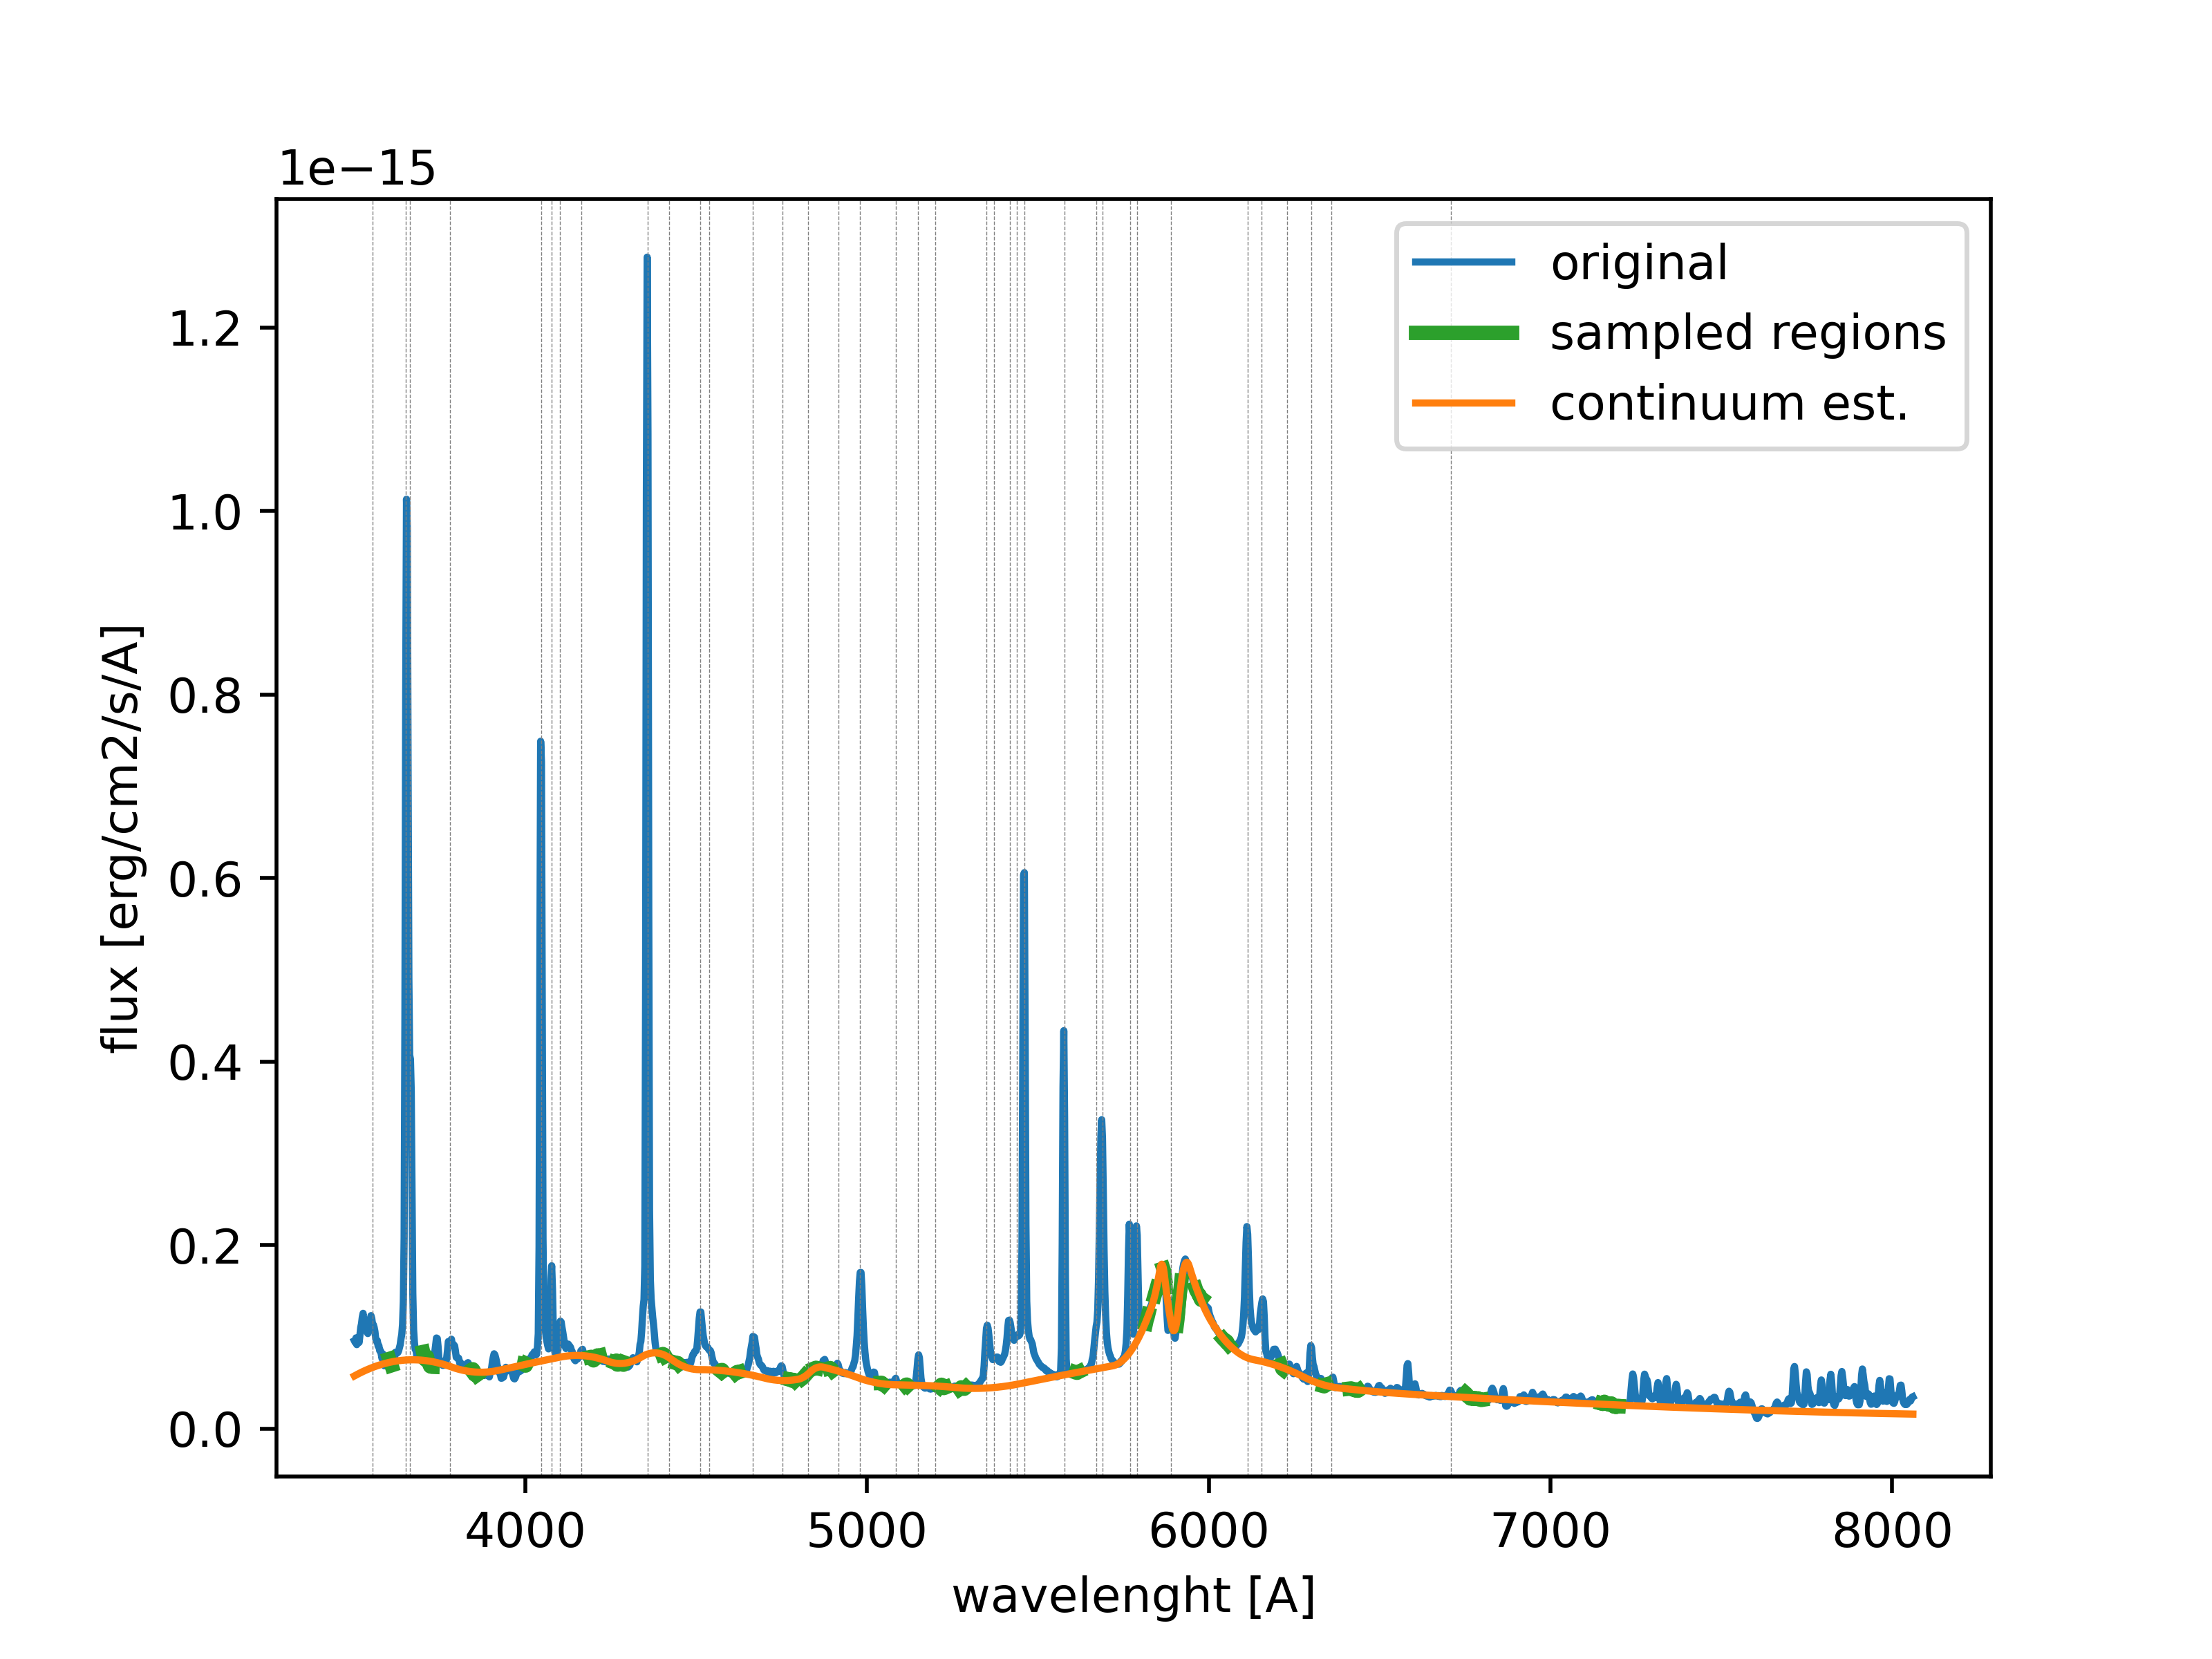 1e−15
original
sampled regions
continuum est.
1.2
1.0
0.8
0.6
0.4
0.2
0.0
flux [erg/cm2/s/A]
4000 5000 6000 7000 8000
wavelenght [A]